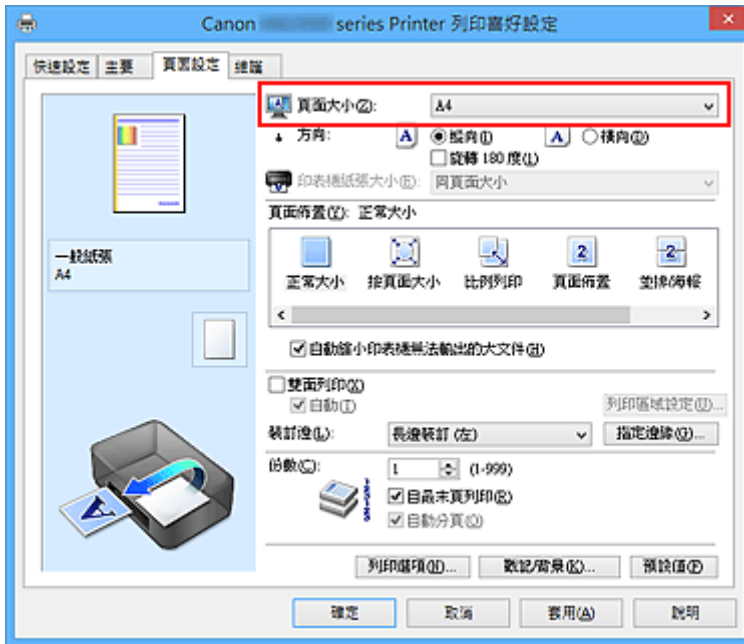 Canon series Printer 列印喜好設定
快速設定 主要 頁面設定 維護
頁面大小(Z): A4
方向: A 縱向(I) A 橫向(D)
旋轉 180 度(L)
印表機紙張大小(E): 同頁面大小
頁面佈置(Y): 正常大小
正常大小 按頁面大小 比例列印 頁面佈置 並排/海報
一般紙張
A4
自動縮小印表機無法輸出的大文件(H)
雙面列印(X)
自動(T) 列印區域設定(U)...
裝訂邊(L): 長邊裝訂 (左) 指定邊緣(G)...
份數(C): 1 (1-999)
自最末頁列印(R)
自動分頁(O)
列印選項(N)... 戳記/背景(K)... 預設值(F)
確定 取消 套用(A) 說明